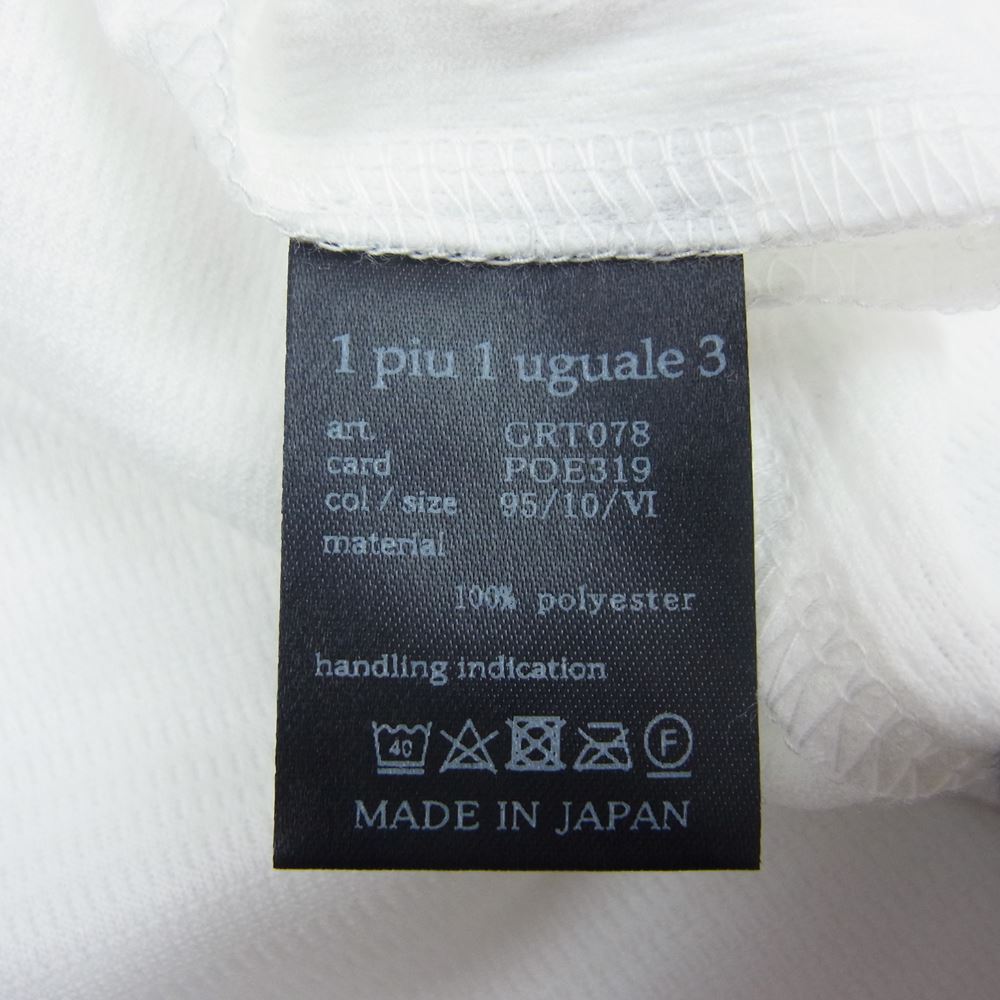 1 piu 1 uguale 3
art. GRT078
card POE319
col / size 95/10/VI
material
100% polyester
handling indication
40 F
MADE IN JAPAN